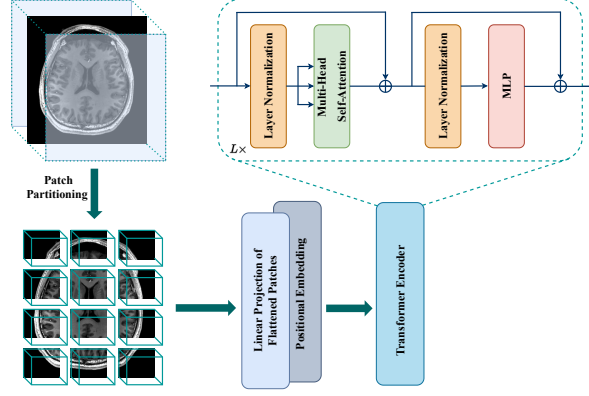 Layer Normalization
Multi-Head
Self-Attention
Layer Normalization
MLP
L×
Patch
Partitioning
Linear Projection of
Flattened Patches
Positional Embedding
Transformer Encoder